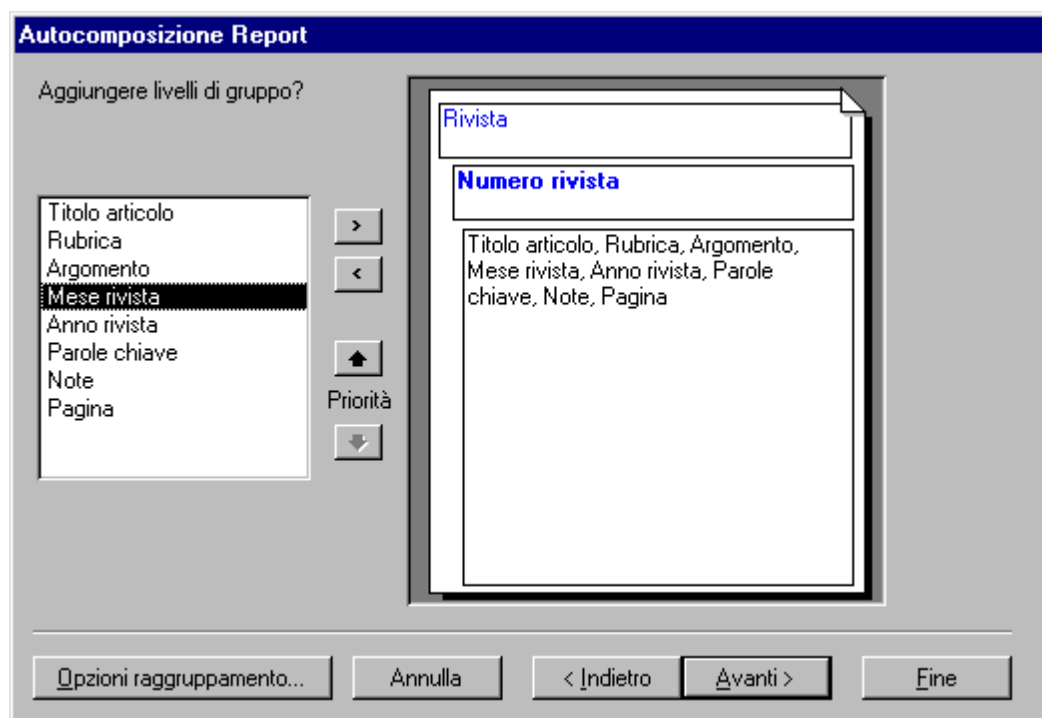 Autocomposizione Report
Aggiungere livelli di gruppo?
Titolo articolo
Rubrica
Argomento
Mese rivista
Anno rivista
Parole chiave
Note
Pagina
>
<
Priorità
Rivista
Numero rivista
Titolo articolo, Rubrica, Argomento,
Mese rivista, Anno rivista, Parole
chiave, Note, Pagina
Opzioni raggruppamento... Annulla < Indietro Avanti > Fine